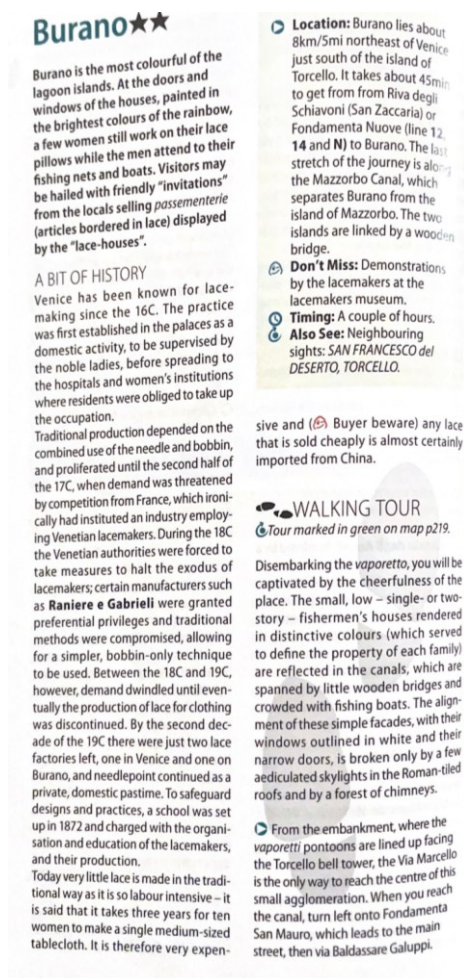 Burano★★
Burano is the most colourful of the
lagoon islands. At the doors and
windows of the houses, painted in
the brightest colours of the rainbow,
a few women still work on their lace
pillows while the men attend to their
fishing nets and boats. Visitors may
be hailed with friendly “invitations”
from the locals selling passementerie
(articles bordered in lace) displayed
by the “lace-houses”.
A BIT OF HISTORY
Venice has been known for lace-
making since the 16C. The practice
was first established in the palaces as a
domestic activity, to be supervised by
the noble ladies, before spreading to
the hospitals and women's institutions
where residents were obliged to take up
the occupation.
Traditional production depended on the
combined use of the needle and bobbin,
and proliferated until the second half of
the 17C, when demand was threatened
by competition from France, which ironi-
cally had instituted an industry employ-
ing Venetian lacemakers. During the 18C
the Venetian authorities were forced to
take measures to halt the exodus of
lacemakers; certain manufacturers such
as Raniere e Gabrieli were granted
preferential privileges and traditional
methods were compromised, allowing
for a simpler, bobbin-only technique
to be used. Between the 18C and 19C,
however, demand dwindled until even-
tually the production of lace for clothing
was discontinued. By the second dec-
ade of the 19C there were just two lace
factories left, one in Venice and one on
Burano, and needlepoint continued as a
private, domestic pastime. To safeguard
designs and practices, a school was set
up in 1872 and charged with the organi-
sation and education of the lacemakers,
and their production.
Today very little lace is made in the tradi-
tional way as it is so labour intensive – it
is said that it takes three years for ten
women to make a single medium-sized
tablecloth. It is therefore very expen-
Location: Burano lies about
8km/5mi northeast of Venice
just south of the island of
Torcello. It takes about 45min
to get from from Riva degli
Schiavoni (San Zaccaria) or
Fondamenta Nuove (line 12,
14 and N) to Burano. The last
stretch of the journey is along
the Mazzorbo Canal, which
separates Burano from the
island of Mazzorbo. The two
islands are linked by a wooden
bridge.
Don't Miss: Demonstrations
by the lacemakers at the
lacemakers museum.
Timing: A couple of hours.
Also See: Neighbouring
sights: SAN FRANCESCO del
DESERTO, TORCELLO.
sive and (Buyer beware) any lace
that is sold cheaply is almost certainly
imported from China.
WALKING TOUR
Tour marked in green on map p219.
Disembarking the vaporetto, you will be
captivated by the cheerfulness of the
place. The small, low – single- or two-
story – fishermen's houses rendered
in distinctive colours (which served
to define the property of each family)
are reflected in the canals, which are
spanned by little wooden bridges and
crowded with fishing boats. The align-
ment of these simple facades, with their
windows outlined in white and their
narrow doors, is broken only by a few
aediculated skylights in the Roman-tiled
roofs and by a forest of chimneys.
From the embankment, where the
vaporetti pontoons are lined up facing
the Torcello bell tower, the Via Marcello
is the only way to reach the centre of this
small agglomeration. When you reach
the canal, turn left onto Fondamenta
San Mauro, which leads to the main
street, then via Baldassare Galuppi.